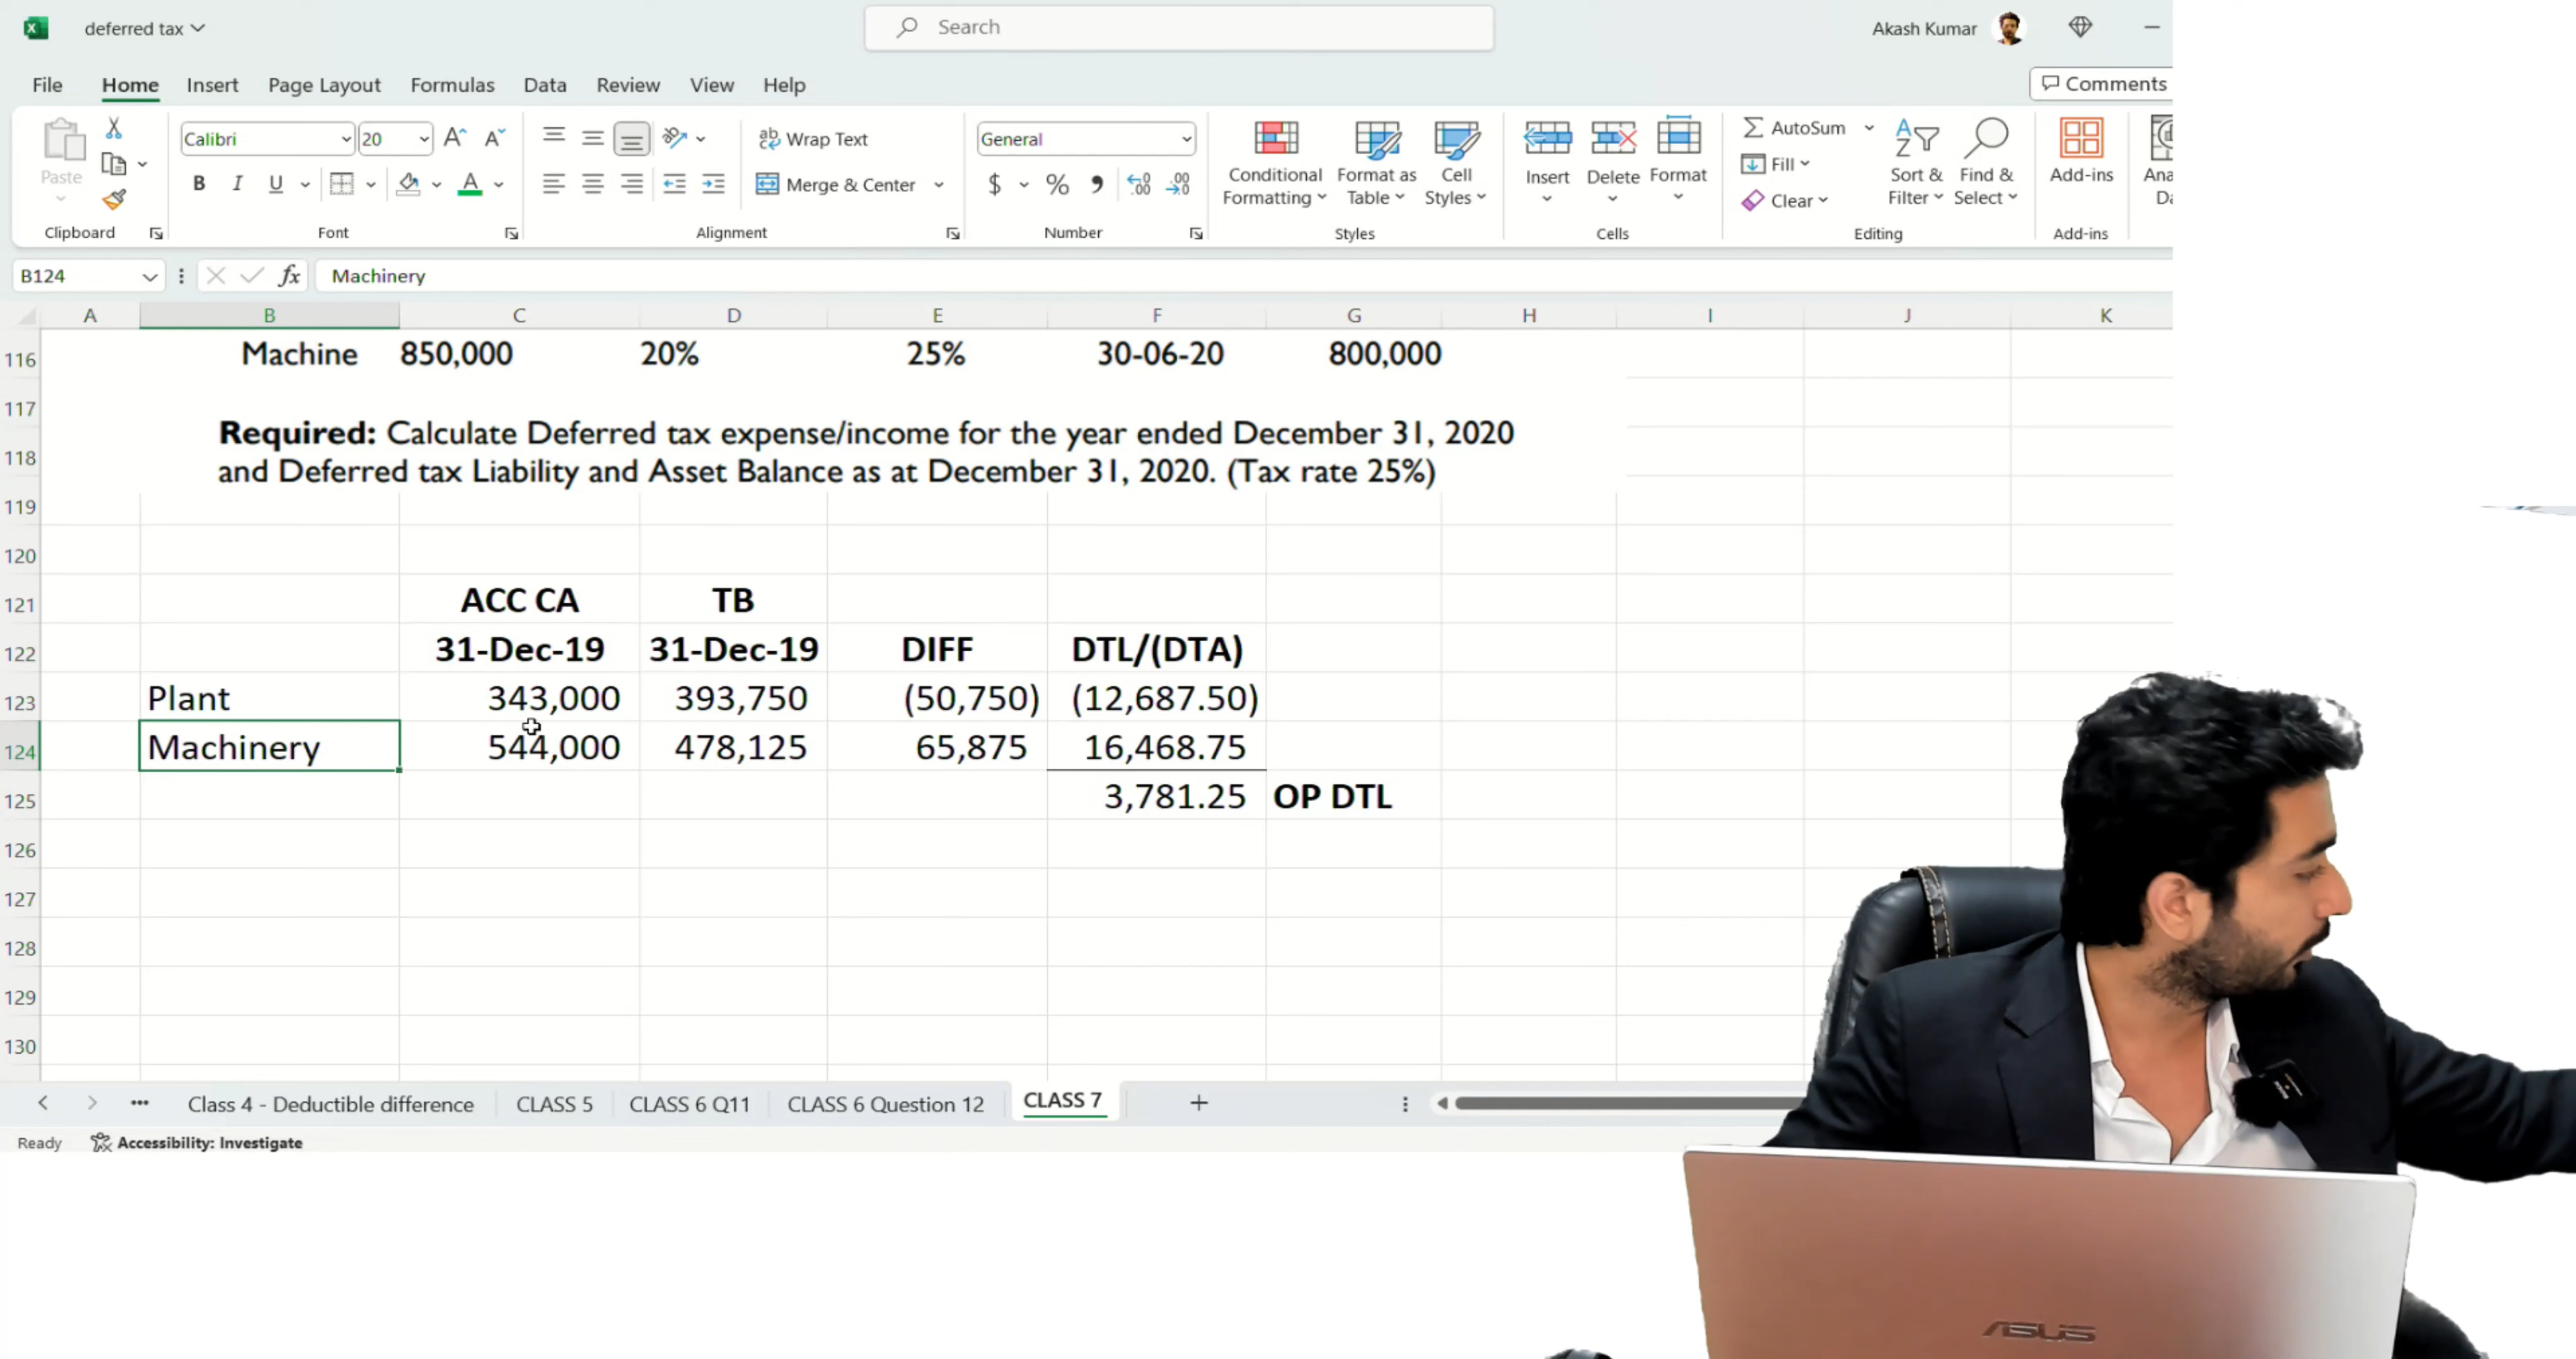 deferred tax
Search
Akash Kumar
File Home Insert Page Layout Formulas Data Review View Help
Comments
Calibri 20
Wrap Text
General
AutoSum
Fill
Clear
Paste
B I U
Merge & Center
$ % ,
Conditional Formatting
Format as Table
Cell Styles
Insert Delete Format
Sort & Filter
Find & Select
Add-ins
Clipboard Font Alignment Number Styles Cells Editing Add-ins
B124 fx Machinery
A B C D E F G H I J K
116 Machine 850,000 20% 25% 30-06-20 800,000
117
Required: Calculate Deferred tax expense/income for the year ended December 31, 2020
118
and Deferred tax Liability and Asset Balance as at December 31, 2020. (Tax rate 25%)
119
120
121 ACC CA TB
122 31-Dec-19 31-Dec-19 DIFF DTL/(DTA)
123 Plant 343,000 393,750 (50,750) (12,687.50)
124 Machinery 544,000 478,125 65,875 16,468.75
125 3,781.25 OP DTL
126
127
128
129
130
Class 4 - Deductible difference CLASS 5 CLASS 6 Q11 CLASS 6 Question 12 CLASS 7
Ready Accessibility: Investigate
ASUS